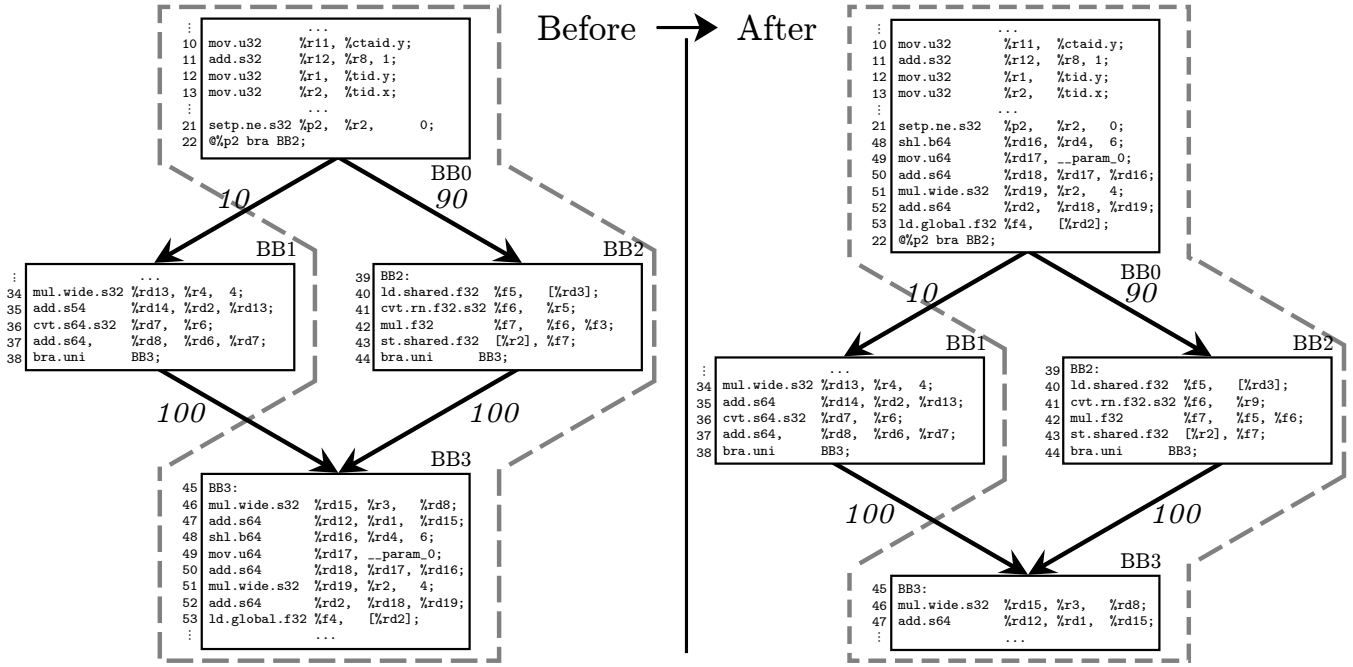 Before → After
...
10 mov.u32 %r11, %ctaid.y;
11 add.s32 %r12, %r8, 1;
12 mov.u32 %r1, %tid.y;
13 mov.u32 %r2, %tid.x;
⋮ ...
21 setp.ne.s32 %p2, %r2, 0;
22 @%p2 bra BB2;
BB0
10
90
BB1
⋮ ...
34 mul.wide.s32 %rd13, %r4, 4;
35 add.s54 %rd14, %rd2, %rd13;
36 cvt.s64.s32 %rd7, %r6;
37 add.s64, %rd8, %rd6, %rd7;
38 bra.uni BB3;
BB2
39 BB2:
40 ld.shared.f32 %f5, [%rd3];
41 cvt.rn.f32.s32 %f6, %r5;
42 mul.f32 %f7, %f6, %f3;
43 st.shared.f32 [%r2], %f7;
44 bra.uni BB3;
100
100
BB3
45 BB3:
46 mul.wide.s32 %rd15, %r3, %rd8;
47 add.s64 %rd12, %rd1, %rd15;
48 shl.b64 %rd16, %rd4, 6;
49 mov.u64 %rd17, __param_0;
50 add.s64 %rd18, %rd17, %rd16;
51 mul.wide.s32 %rd19, %r2, 4;
52 add.s64 %rd2, %rd18, %rd19;
53 ld.global.f32 %f4, [%rd2];
⋮ ...
⋮ ...
10 mov.u32 %r11, %ctaid.y;
11 add.s32 %r12, %r8, 1;
12 mov.u32 %r1, %tid.y;
13 mov.u32 %r2, %tid.x;
⋮ ...
21 setp.ne.s32 %p2, %r2, 0;
48 shl.b64 %rd16, %rd4, 6;
49 mov.u64 %rd17, __param_0;
50 add.s64 %rd18, %rd17, %rd16;
51 mul.wide.s32 %rd19, %r2, 4;
52 add.s64 %rd2, %rd18, %rd19;
53 ld.global.f32 %f4, [%rd2];
22 @%p2 bra BB2;
BB0
10
90
BB1
⋮ ...
34 mul.wide.s32 %rd13, %r4, 4;
35 add.s64 %rd14, %rd2, %rd13;
36 cvt.s64.s32 %rd7, %r6;
37 add.s64, %rd8, %rd6, %rd7;
38 bra.uni BB3;
BB2
39 BB2:
40 ld.shared.f32 %f5, [%rd3];
41 cvt.rn.f32.s32 %f6, %r9;
42 mul.f32 %f7, %f5, %f6;
43 st.shared.f32 [%r2], %f7;
44 bra.uni BB3;
100
100
BB3
45 BB3:
46 mul.wide.s32 %rd15, %r3, %rd8;
47 add.s64 %rd12, %rd1, %rd15;
⋮ ...